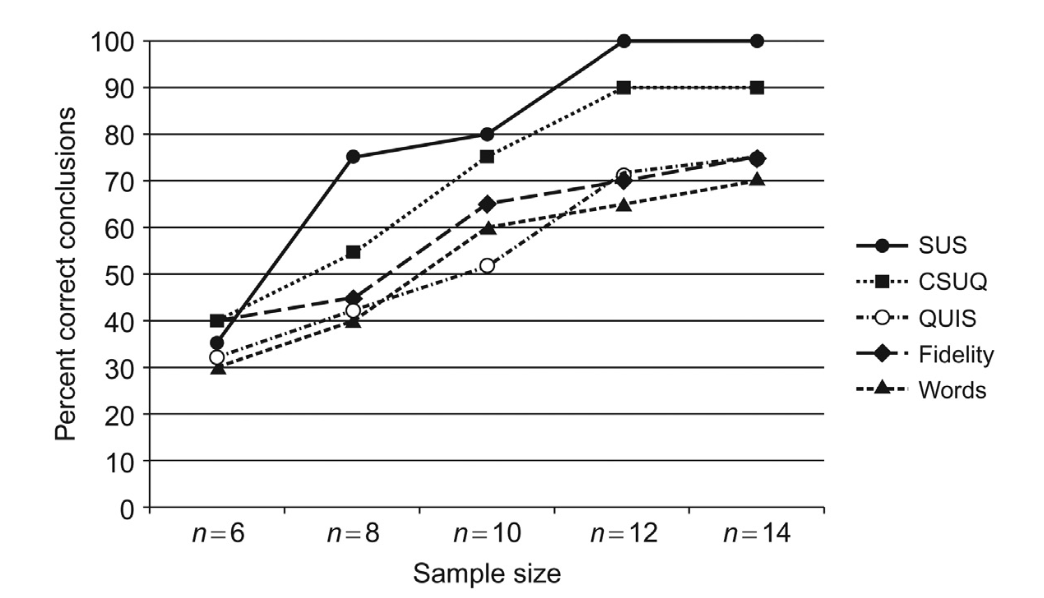 100
90
80
70
60
50
40
30
20
10
0
Percent correct conclusions
n=6 n=8 n=10 n=12 n=14
Sample size
SUS
CSUQ
QUIS
Fidelity
Words